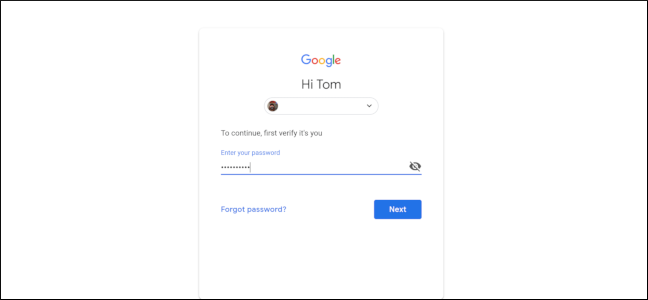 Google
Hi Tom
To continue, first verify it's you
Enter your password
••••••••••
Forgot password?
Next